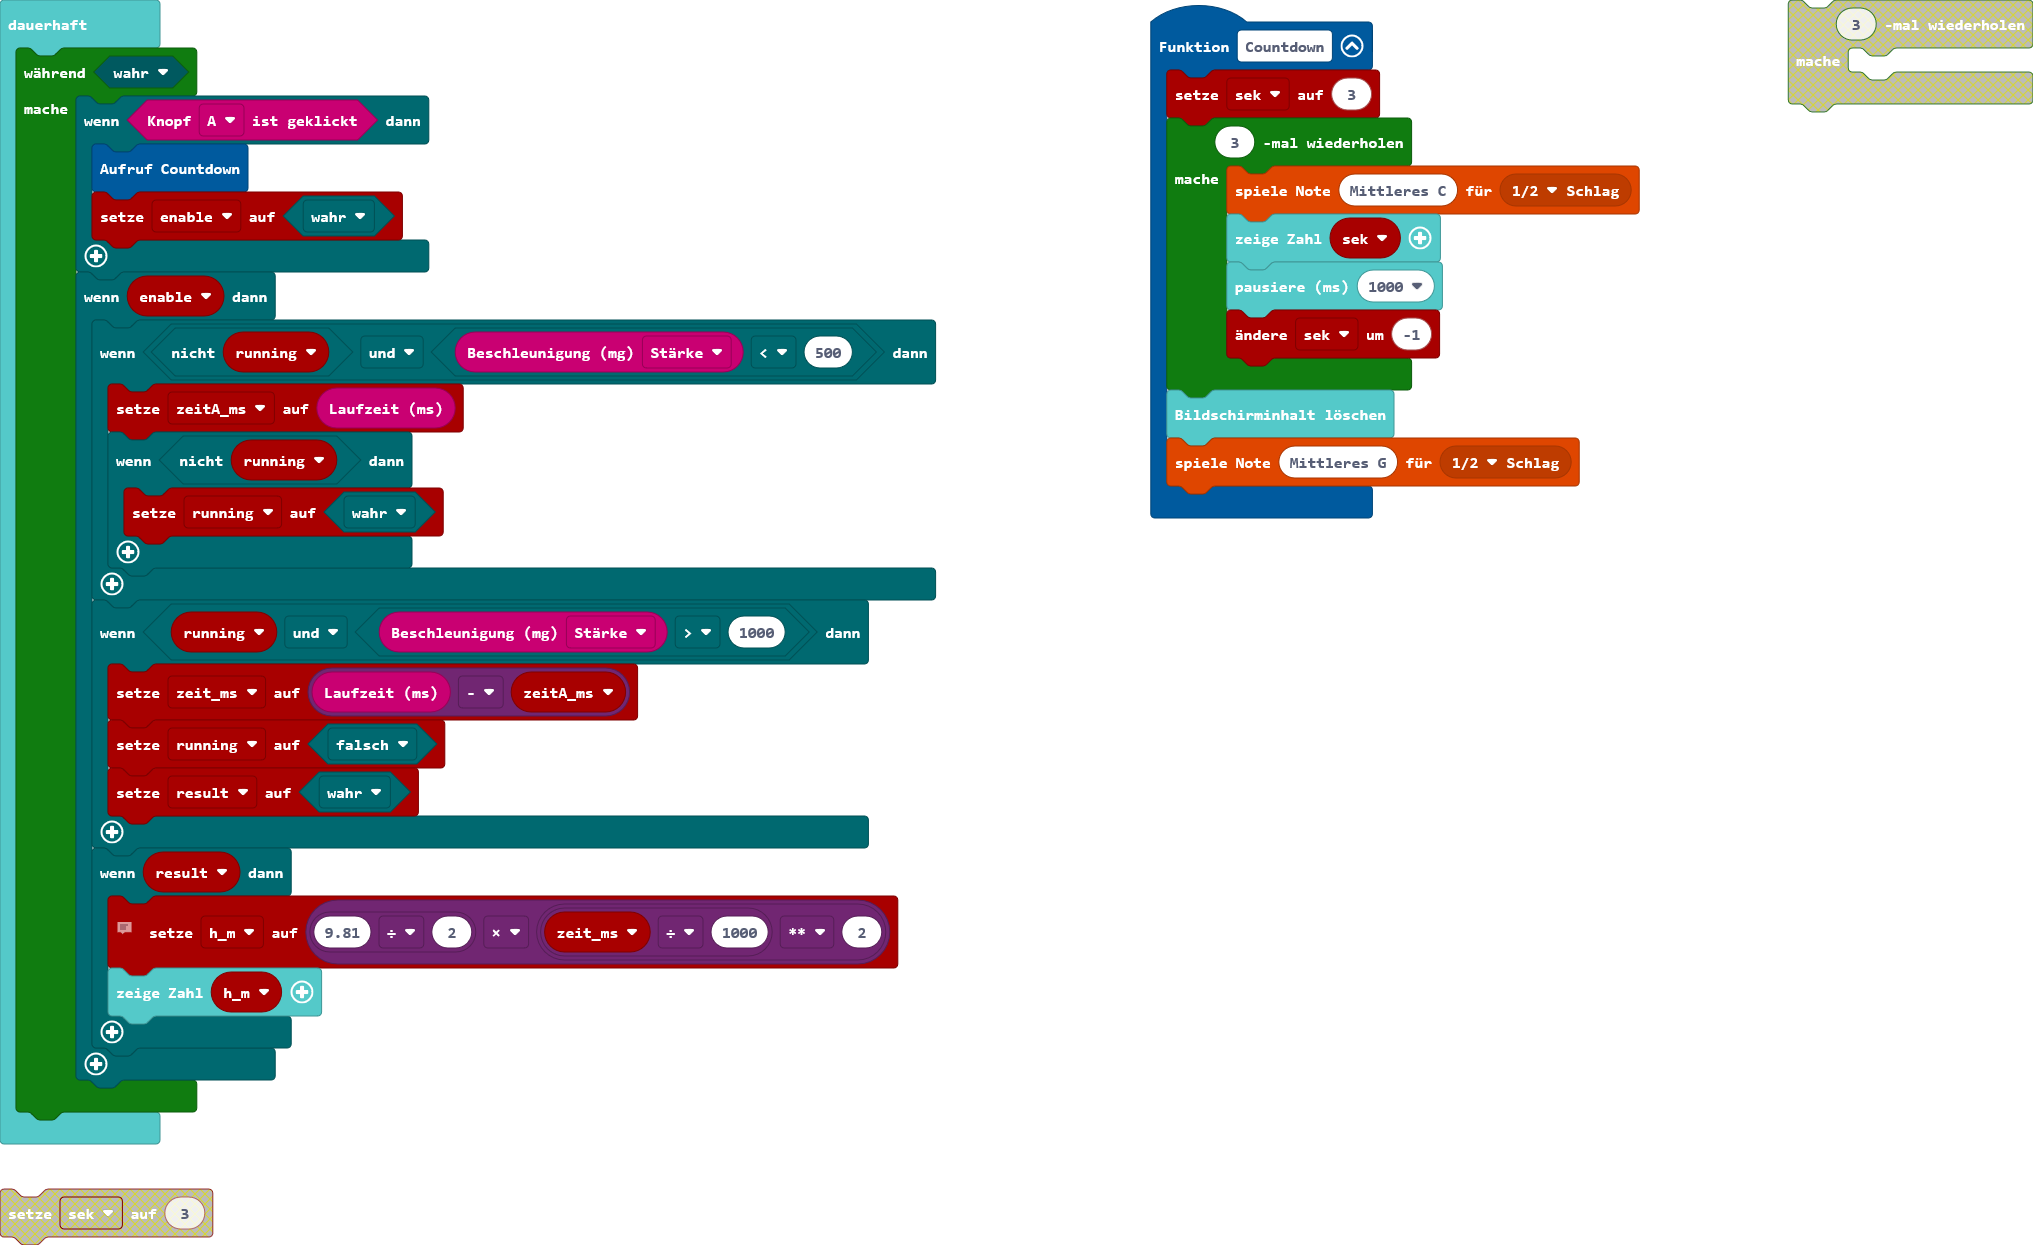 dauerhaft
während wahr
mache
wenn Knopf A ist geklickt dann
Aufruf Countdown
setze enable auf wahr
wenn enable dann
wenn nicht running und Beschleunigung (mg) Stärke < 500 dann
setze zeitA_ms auf Laufzeit (ms)
wenn nicht running dann
setze running auf wahr
wenn running und Beschleunigung (mg) Stärke > 1000 dann
setze zeit_ms auf Laufzeit (ms) - zeitA_ms
setze running auf falsch
setze result auf wahr
wenn result dann
setze h_m auf 9.81 ÷ 2 × zeit_ms ÷ 1000 ** 2
zeige Zahl h_m
setze sek auf 3
Funktion Countdown
setze sek auf 3
3 -mal wiederholen
mache
spiele Note Mittleres C für 1/2 Schlag
zeige Zahl sek
pausiere (ms) 1000
ändere sek um -1
Bildschirminhalt löschen
spiele Note Mittleres G für 1/2 Schlag
3 -mal wiederholen
mache